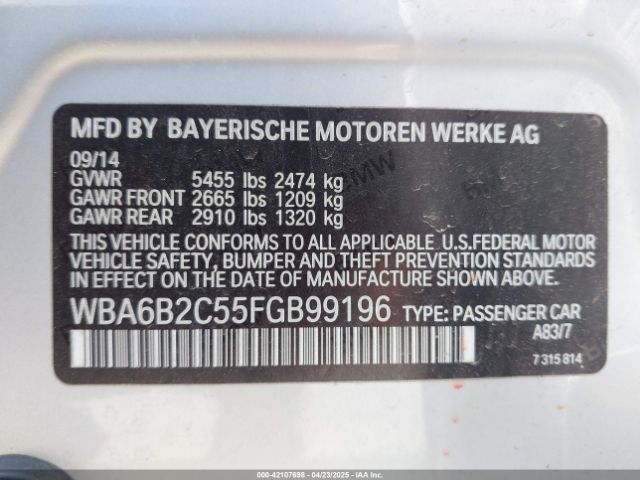 MFD BY BAYERISCHE MOTOREN WERKE AG
09/14
GVWR 5455 lbs 2474 kg
GAWR FRONT 2665 lbs 1209 kg
GAWR REAR 2910 lbs 1320 kg
THIS VEHICLE CONFORMS TO ALL APPLICABLE U.S.FEDERAL MOTOR
VEHICLE SAFETY, BUMPER AND THEFT PREVENTION STANDARDS
IN EFFECT ON THE DATE OF MANUFACTURE SHOWN ABOVE.
WBA6B2C55FGB99196 TYPE: PASSENGER CAR
A83/7
7 315 814
000-42107698 - 04/23/2025 - IAA Inc.